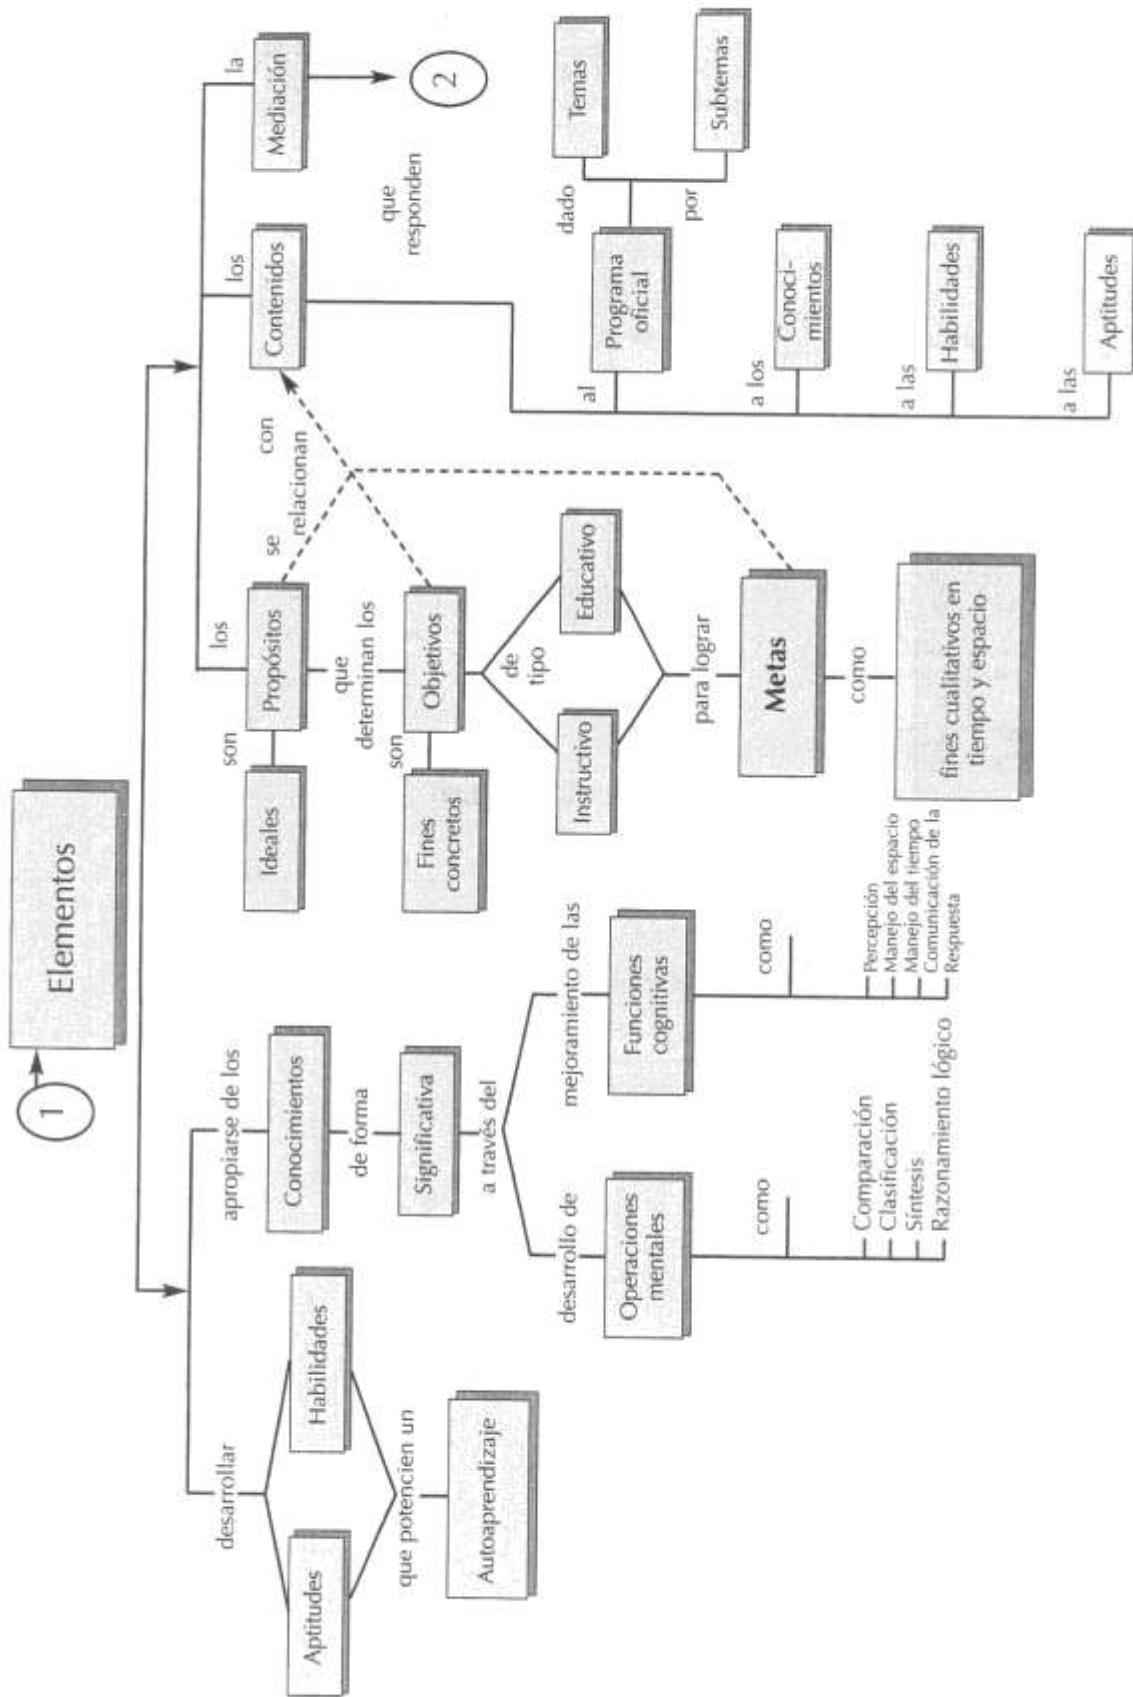 1
Elementos
desarrollar
Aptitudes
Habilidades
que potencien un
Autoaprendizaje
apropiarse de los
Conocimientos
de forma
Significativa
a través del
desarrollo de
Operaciones
mentales
como
Comparación
Clasificación
Síntesis
Razonamiento lógico
mejoramiento de las
Funciones
cognitivas
como
Percepción
Manejo del espacio
Manejo del tiempo
Comunicación de la
Respuesta
los
Propósitos
son
Ideales
que
determinan los
Objetivos
son
Fines
concretos
de
tipo
Instructivo
Educativo
para lograr
Metas
como
fines cualitativos en
tiempo y espacio
se
relacionan
con
los
Contenidos
que
responden
al
Programa
oficial
dado
por
Temas
Subtemas
a los
Conoci-
mientos
a las
Habilidades
a las
Aptitudes
la
Mediación
2